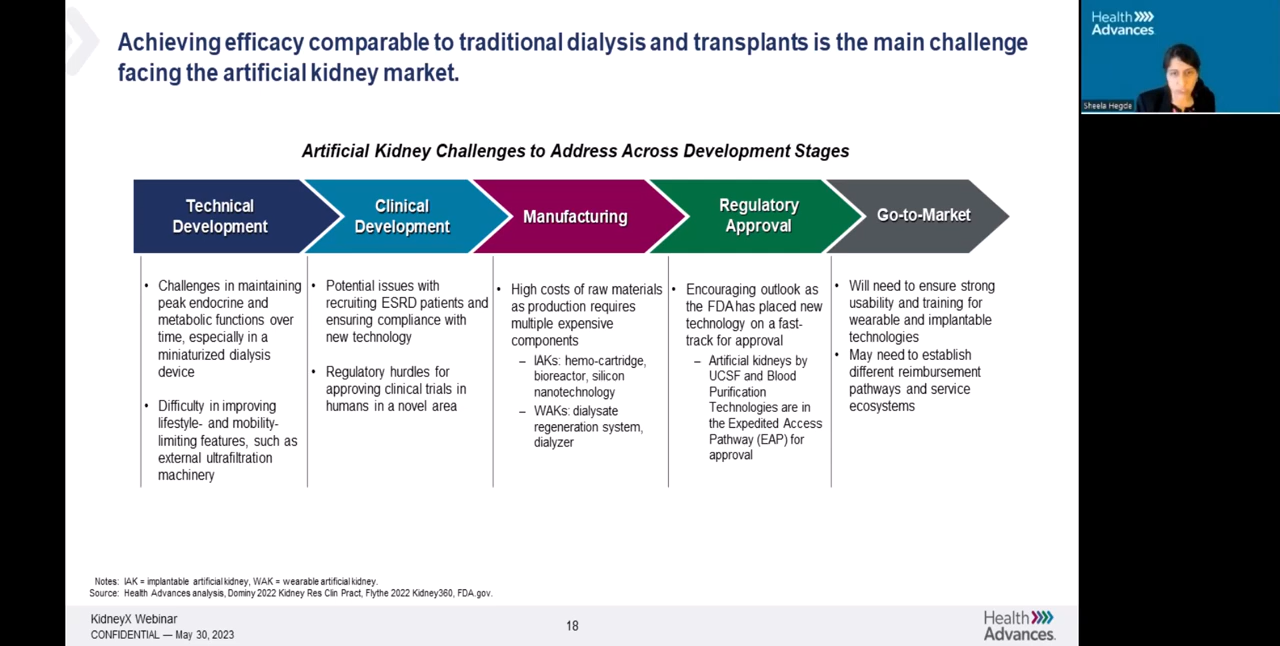 Achieving efficacy comparable to traditional dialysis and transplants is the main challenge
facing the artificial kidney market.
Health
Advances
Sheela Hegde
Artificial Kidney Challenges to Address Across Development Stages
Technical
Development
Clinical
Development
Manufacturing
Regulatory
Approval
Go-to-Market
• Challenges in maintaining
peak endocrine and
metabolic functions over
time, especially in a
miniaturized dialysis
device
• Difficulty in improving
lifestyle- and mobility-
limiting features, such as
external ultrafiltration
machinery
• Potential issues with
recruiting ESRD patients and
ensuring compliance with
new technology
• Regulatory hurdles for
approving clinical trials in
humans in a novel area
• High costs of raw materials
as production requires
multiple expensive
components
– IAKs: hemo-cartridge,
bioreactor, silicon
nanotechnology
– WAKs: dialysate
regeneration system,
dialyzer
• Encouraging outlook as
the FDA has placed new
technology on a fast-
track for approval
– Artificial kidneys by
UCSF and Blood
Purification
Technologies are in
the Expedited Access
Pathway (EAP) for
approval
• Will need to ensure strong
usability and training for
wearable and implantable
technologies
• May need to establish
different reimbursement
pathways and service
ecosystems
Notes: IAK = implantable artificial kidney, WAK = wearable artificial kidney.
Source: Health Advances analysis, Dominy 2022 Kidney Res Clin Pract, Flythe 2022 Kidney360, FDA.gov.
KidneyX Webinar
CONFIDENTIAL — May 30, 2023
18
Health
Advances.